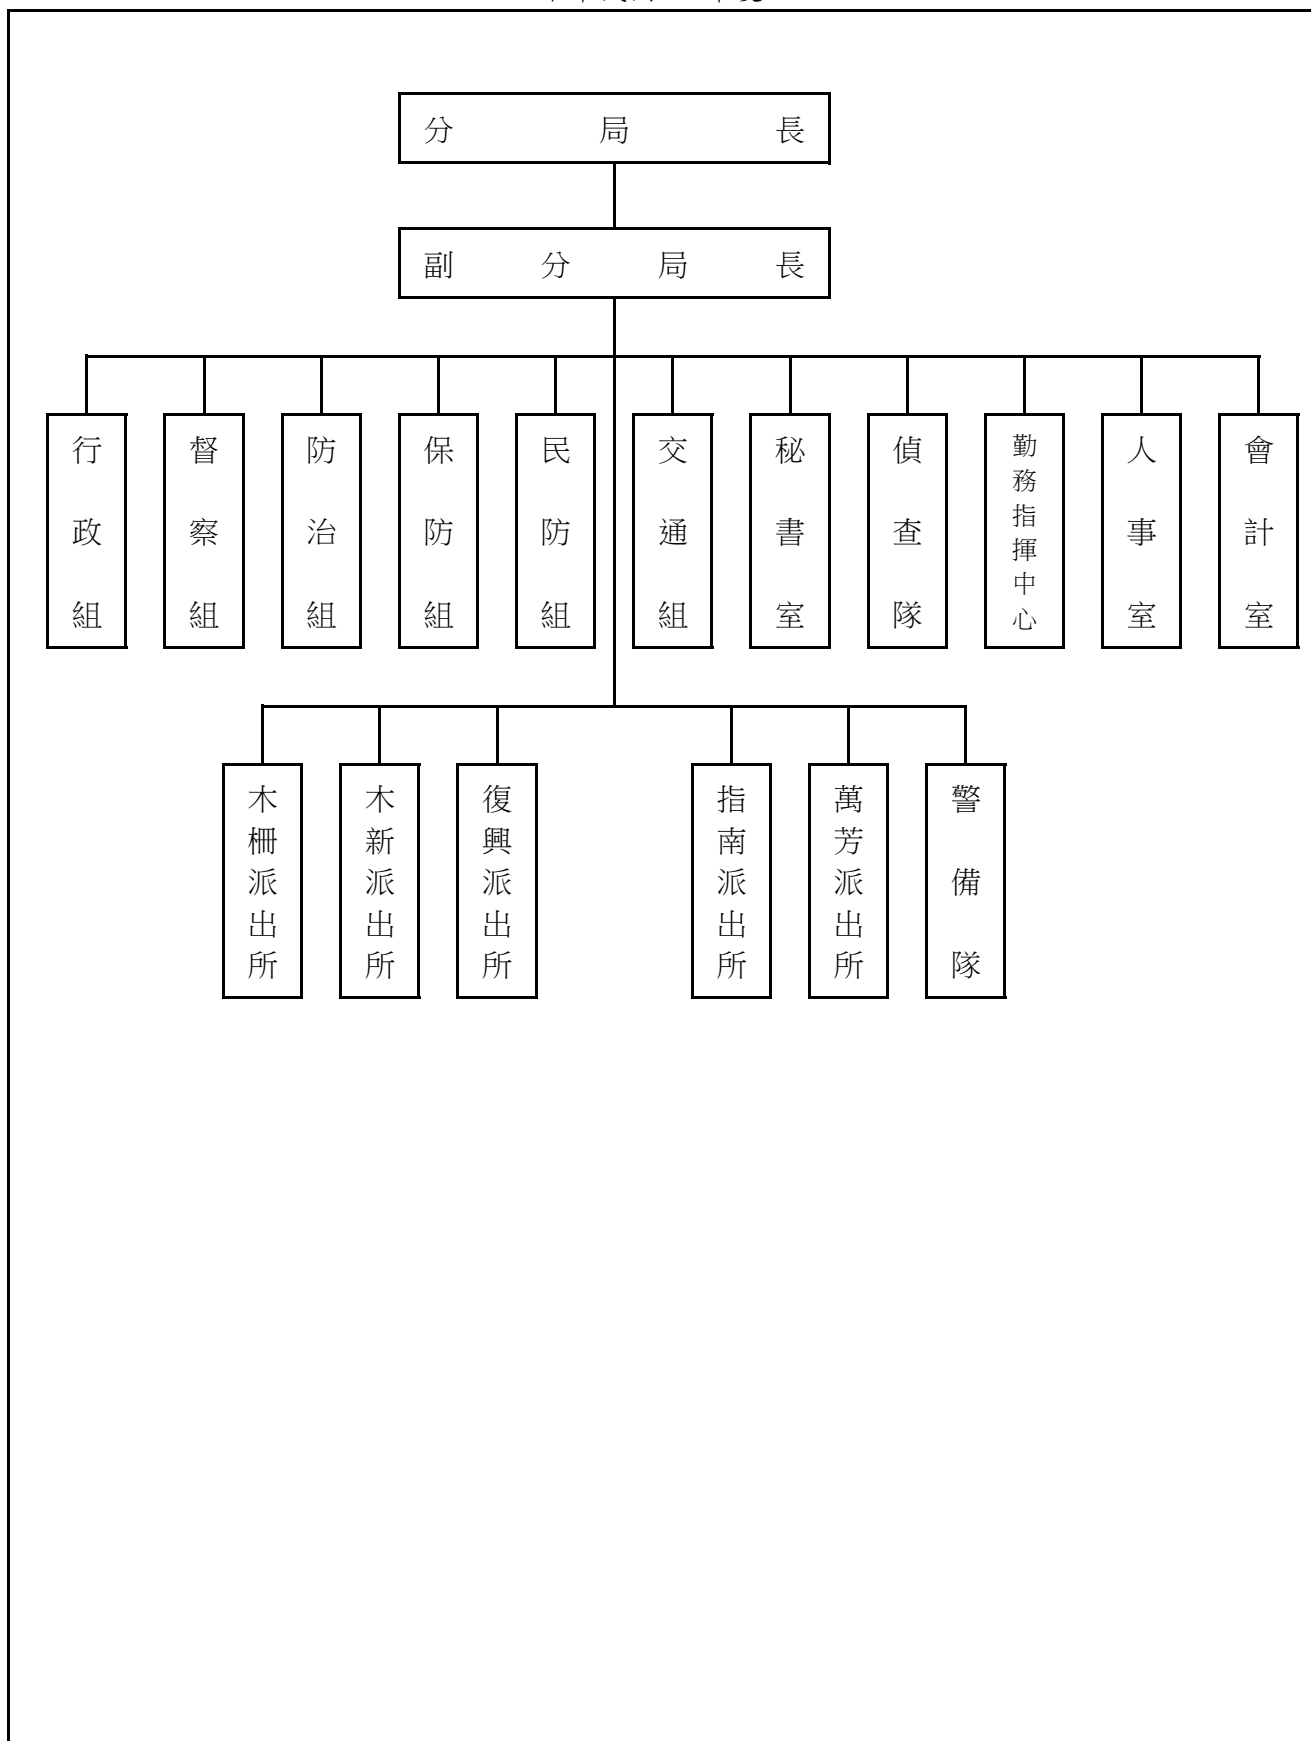 分局長
副分局長
行政組
督察組
防治組
保防組
民防組
交通組
秘書室
偵查隊
勤務指揮中心
人事室
會計室
木柵派出所
木新派出所
復興派出所
指南派出所
萬芳派出所
警備隊